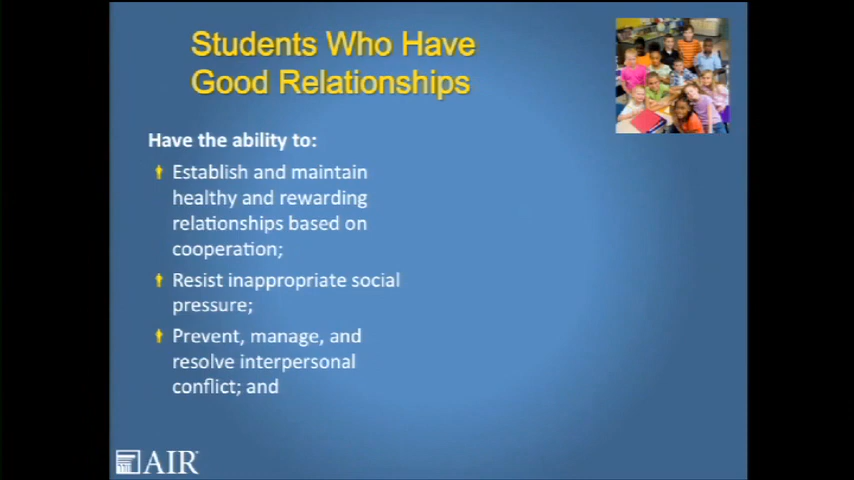 Students Who Have
Good Relationships
Have the ability to:
Establish and maintain
healthy and rewarding
relationships based on
cooperation;
Resist inappropriate social
pressure;
Prevent, manage, and
resolve interpersonal
conflict; and
AIR